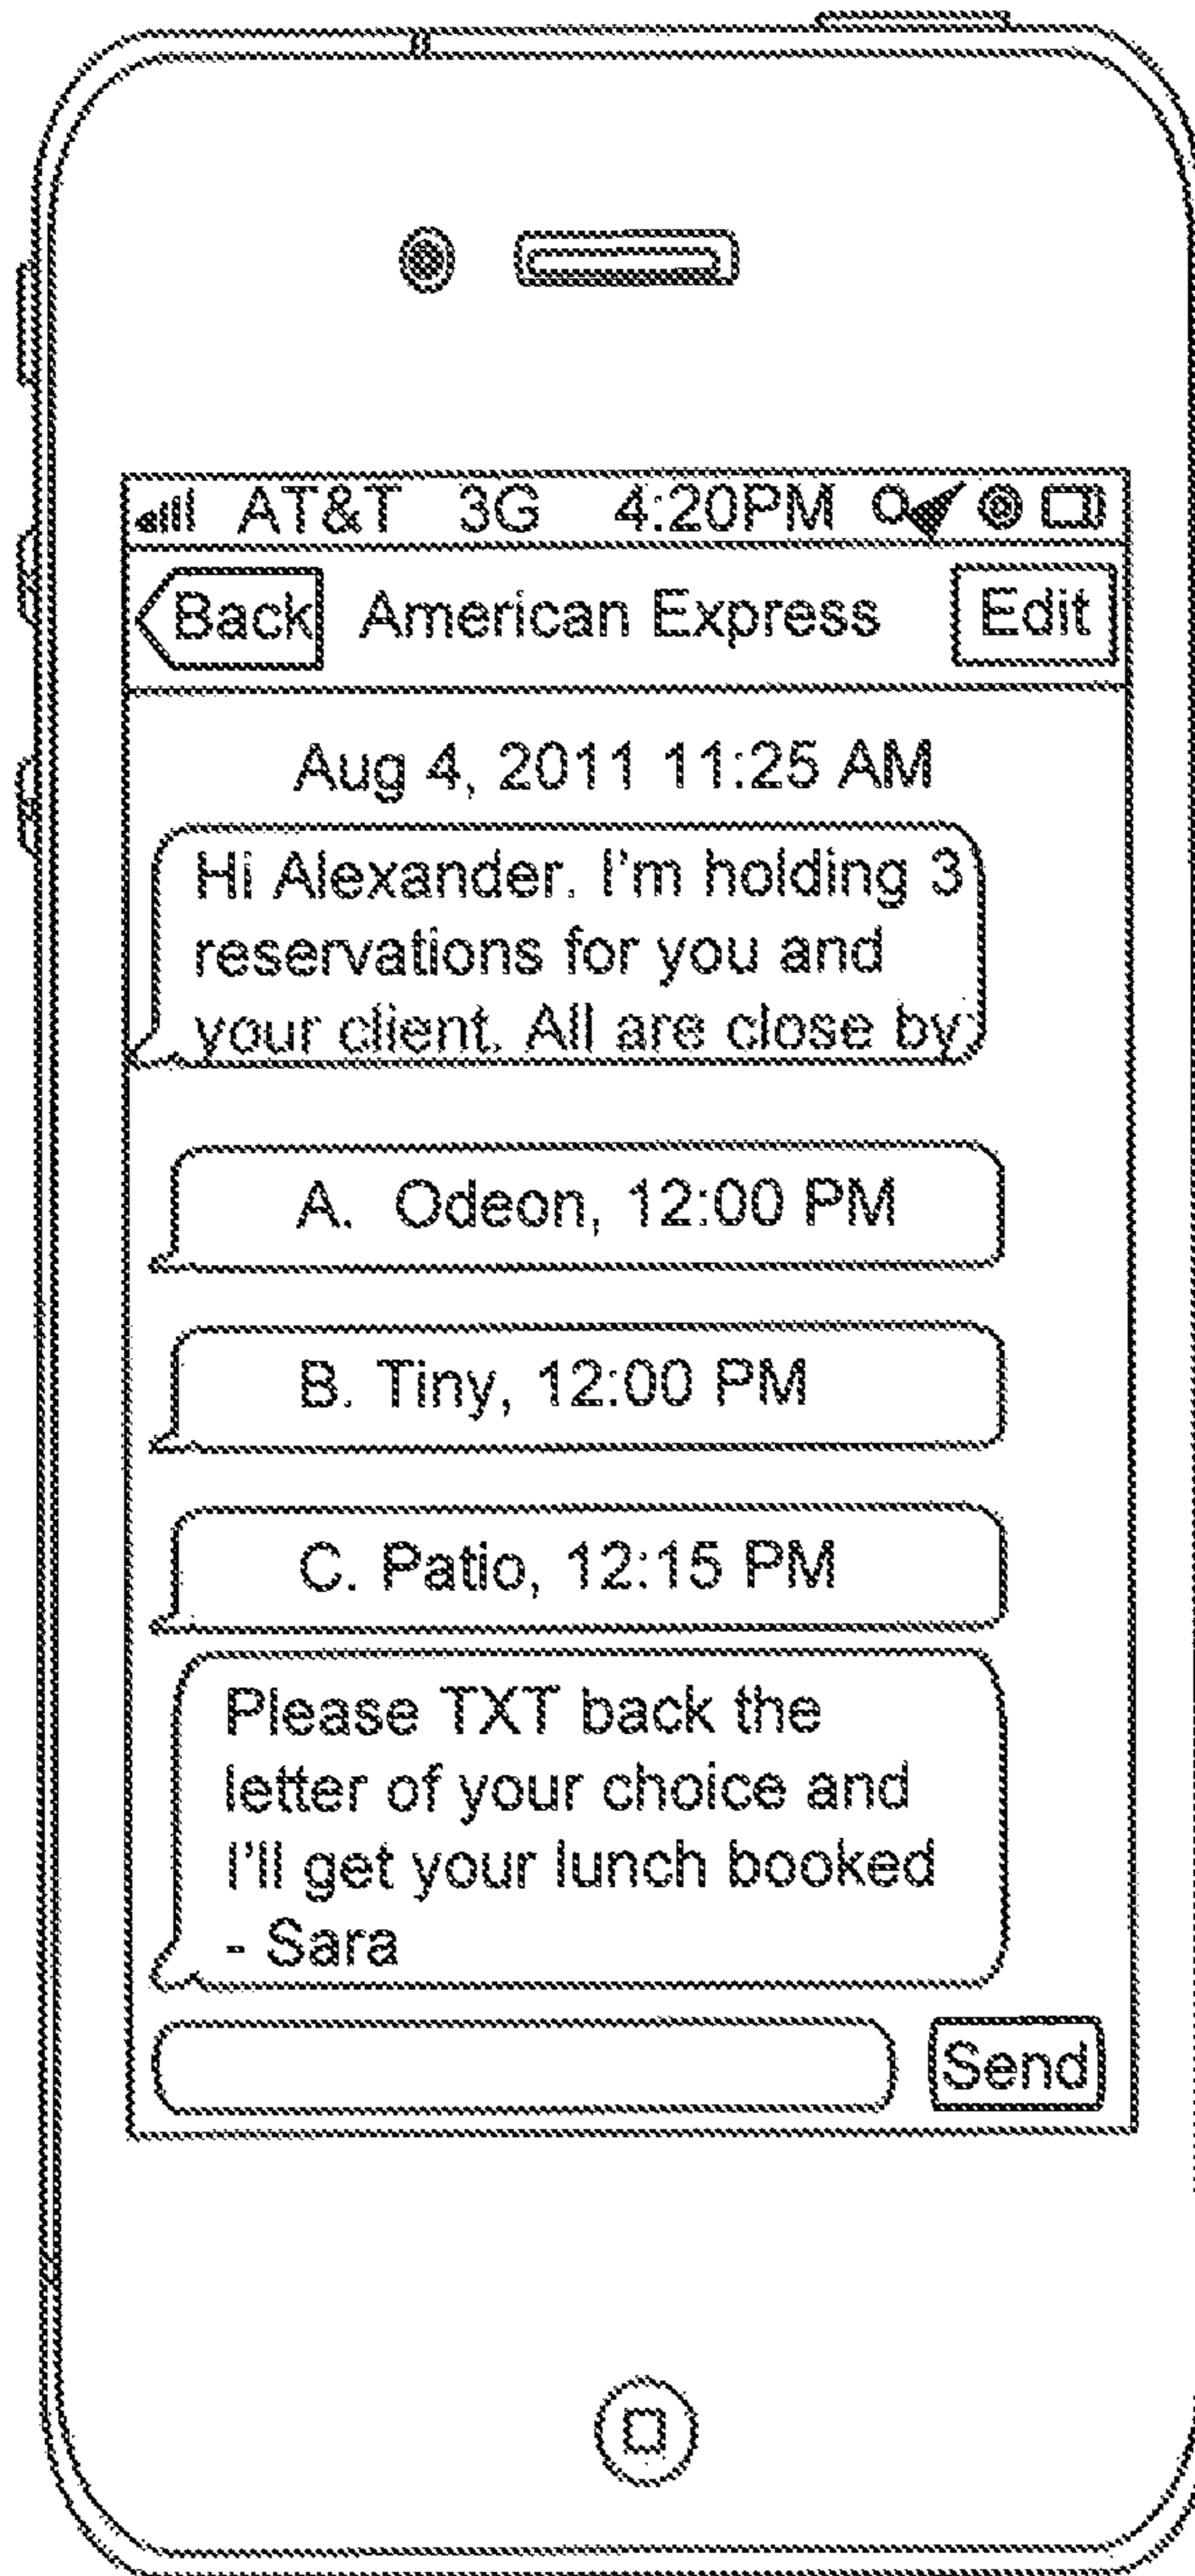 AT&T 3G 4:20PM
Back American Express Edit
Aug 4, 2011 11:25 AM
Hi Alexander. I'm holding 3
reservations for you and
your client. All are close by:
A. Odeon, 12:00 PM
B. Tiny, 12:00 PM
C. Patio, 12:15 PM
Please TXT back the
letter of your choice and
I'll get your lunch booked
- Sara
Send